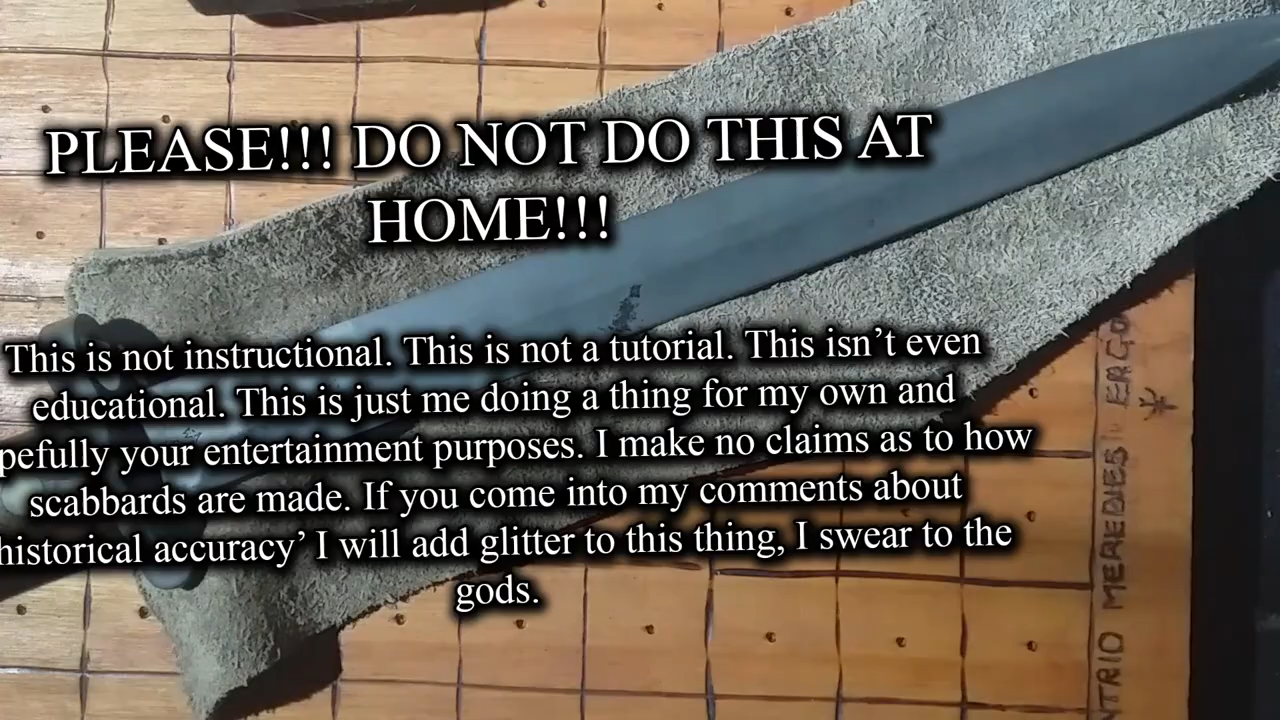 PLEASE!!! DO NOT DO THIS AT
HOME!!!
This is not instructional. This is not a tutorial. This isn’t even
educational. This is just me doing a thing for my own and
pefully your entertainment purposes. I make no claims as to how
scabbards are made. If you come into my comments about
historical accuracy’ I will add glitter to this thing, I swear to the
gods.
NTRIO MEREDIES ERGO